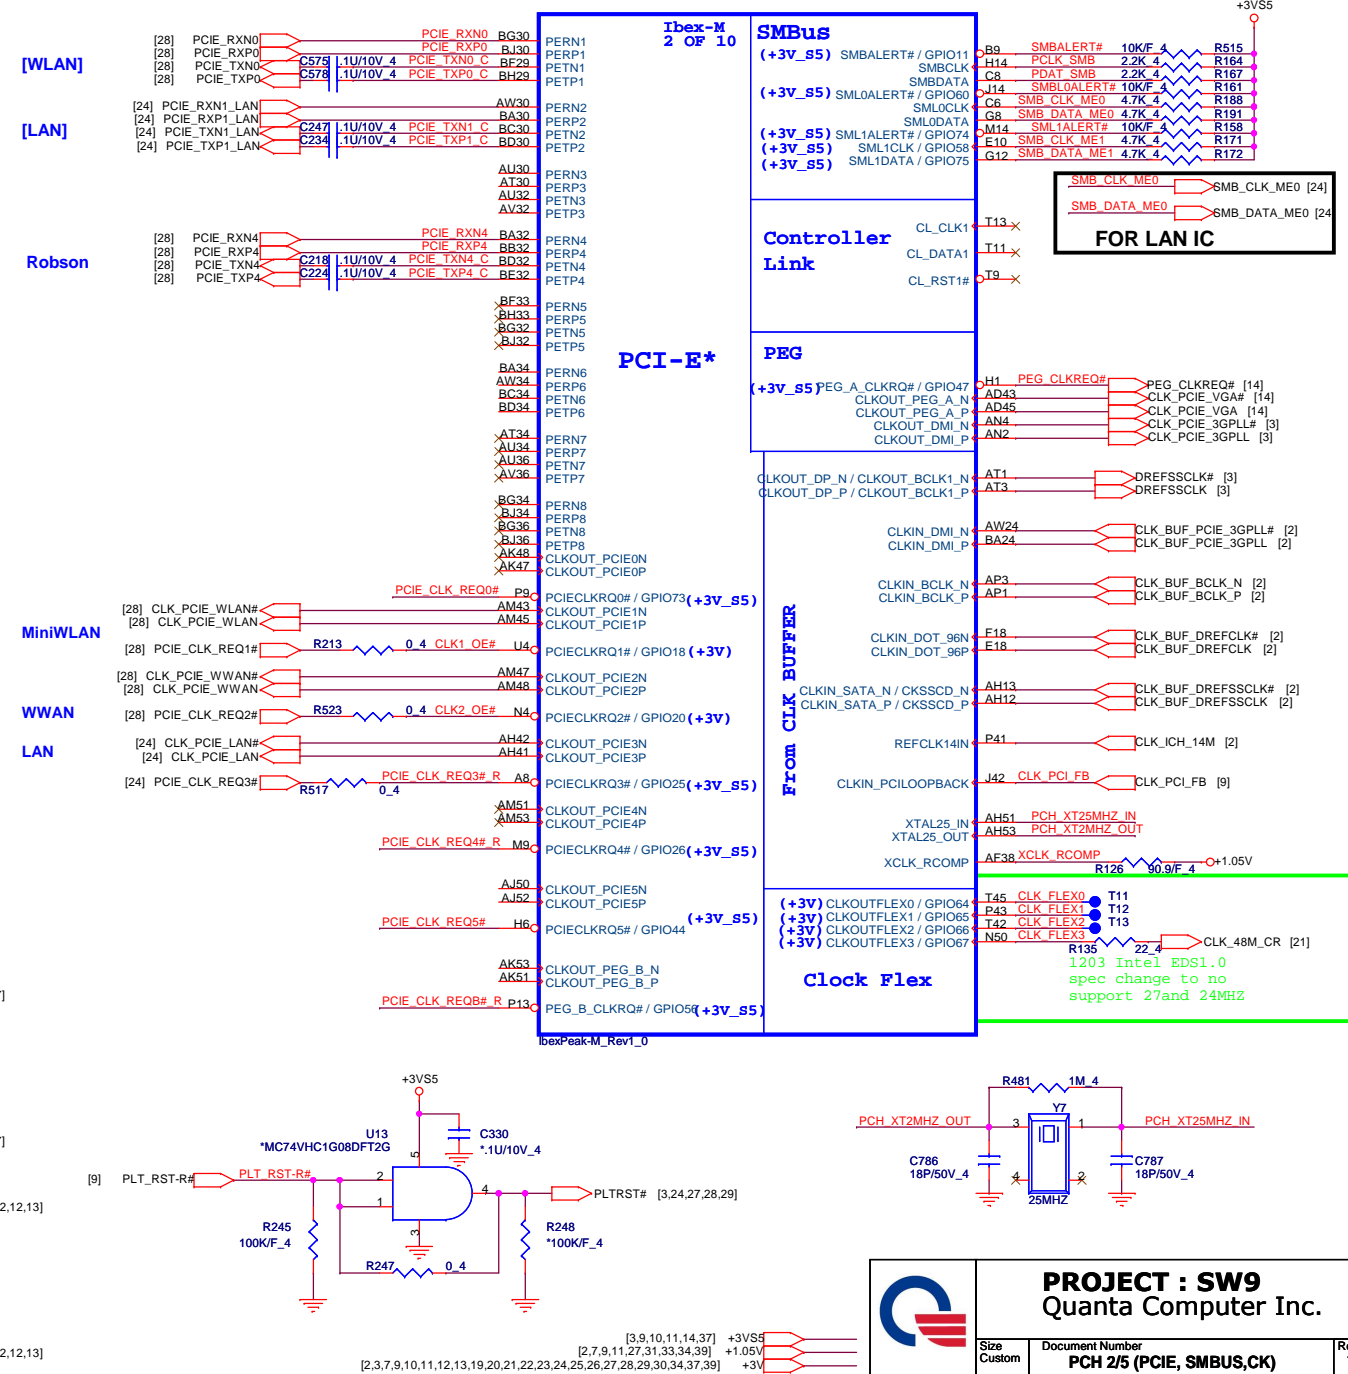 +3VS5
Ibex-M
2 OF 10
SMBus
[WLAN]
[28] PCIE_RXN0 PCIE_RXN0 BG30 PERN1
[28] PCIE_RXP0 PCIE_RXP0 BJ30 PERP1
[28] PCIE_TXN0 C575 .1U/10V_4 PCIE_TXN0_C BF29 PETN1
[28] PCIE_TXP0 C578 .1U/10V_4 PCIE_TXP0_C BH29 PETP1
[LAN]
[24] PCIE_RXN1_LAN AW30 PERN2
[24] PCIE_RXP1_LAN BA30 PERP2
[24] PCIE_TXN1_LAN C247 .1U/10V_4 PCIE_TXN1_C BC30 PETN2
[24] PCIE_TXP1_LAN C234 .1U/10V_4 PCIE_TXP1_C BD30 PETP2
AU30 PERN3
AT30 PERP3
AU32 PETN3
AV32 PETP3
Robson
[28] PCIE_RXN4 PCIE_RXN4 BA32 PERN4
[28] PCIE_RXP4 PCIE_RXP4 BB32 PERP4
[28] PCIE_TXN4 C218 .1U/10V_4 PCIE_TXN4_C BD32 PETN4
[28] PCIE_TXP4 C224 .1U/10V_4 PCIE_TXP4_C BE32 PETP4
BF33 PERN5
BH33 PERP5
BG32 PETN5
BJ32 PETP5
PCI-E*
BA34 PERN6
AW34 PERP6
BC34 PETN6
BD34 PETP6
AT34 PERN7
AU34 PERP7
AU36 PETN7
AV36 PETP7
BG34 PERN8
BJ34 PERP8
BG36 PETN8
BJ36 PETP8
AK48 CLKOUT_PCIE0N
AK47 CLKOUT_PCIE0P
PCIE_CLK_REQ0# P9 PCIECLKRQ0# / GPIO73 (+3V_S5)
MiniWLAN
[28] CLK_PCIE_WLAN# AM43 CLKOUT_PCIE1N
[28] CLK_PCIE_WLAN AM45 CLKOUT_PCIE1P
[28] PCIE_CLK_REQ1# R213 0_4 CLK1_OE# U4 PCIECLKRQ1# / GPIO18 (+3V)
WWAN
[28] CLK_PCIE_WWAN# AM47 CLKOUT_PCIE2N
[28] CLK_PCIE_WWAN AM48 CLKOUT_PCIE2P
[28] PCIE_CLK_REQ2# R523 0_4 CLK2_OE# N4 PCIECLKRQ2# / GPIO20 (+3V)
LAN
[24] CLK_PCIE_LAN# AH42 CLKOUT_PCIE3N
[24] CLK_PCIE_LAN AH41 CLKOUT_PCIE3P
[24] PCIE_CLK_REQ3# R517 0_4 PCIE_CLK_REQ3#_R A8 PCIECLKRQ3# / GPIO25 (+3V_S5)
AM51 CLKOUT_PCIE4N
AM53 CLKOUT_PCIE4P
PCIE_CLK_REQ4#_R M9 PCIECLKRQ4# / GPIO26 (+3V_S5)
AJ50 CLKOUT_PCIE5N
AJ52 CLKOUT_PCIE5P
PCIE_CLK_REQ5# H6 PCIECLKRQ5# / GPIO44 (+3V_S5)
AK53 CLKOUT_PEG_B_N
AK51 CLKOUT_PEG_B_P
PCIE_CLK_REQB#_R P13 PEG_B_CLKRQ# / GPIO56 (+3V_S5)
IbexPeak-M_Rev1_0
(+3V_S5) SMBALERT# / GPIO11 B9 SMBALERT# 10K/F_4 R515
SMBCLK H14 PCLK_SMB 2.2K_4 R164
SMBDATA C8 PDAT_SMB 2.2K_4 R167
(+3V_S5) SML0ALERT# / GPIO60 J14 SMBL0ALERT# 10K/F_4 R161
SML0CLK C6 SMB_CLK_ME0 4.7K_4 R188
SML0DATA G8 SMB_DATA_ME0 4.7K_4 R191
(+3V_S5) SML1ALERT# / GPIO74 M14 SML1ALERT# 10K/F_4 R158
(+3V_S5) SML1CLK / GPIO58 E10 SMB_CLK_ME1 4.7K_4 R171
(+3V_S5) SML1DATA / GPIO75 G12 SMB_DATA_ME1 4.7K_4 R172
SMB_CLK_ME0 SMB_CLK_ME0 [24]
SMB_DATA_ME0 SMB_DATA_ME0 [24
FOR LAN IC
Controller
Link
CL_CLK1 T13
CL_DATA1 T11
CL_RST1# T9
PEG
(+3V_S5) PEG_A_CLKRQ# / GPIO47 H1 PEG_CLKREQ# PEG_CLKREQ# [14]
CLKOUT_PEG_A_N AD43 CLK_PCIE_VGA# [14]
CLKOUT_PEG_A_P AD45 CLK_PCIE_VGA [14]
CLKOUT_DMI_N AN4 CLK_PCIE_3GPLL# [3]
CLKOUT_DMI_P AN2 CLK_PCIE_3GPLL [3]
CLKOUT_DP_N / CLKOUT_BCLK1_N AT1 DREFSSCLK# [3]
CLKOUT_DP_P / CLKOUT_BCLK1_P AT3 DREFSSCLK [3]
From CLK BUFFER
CLKIN_DMI_N AW24 CLK_BUF_PCIE_3GPLL# [2]
CLKIN_DMI_P BA24 CLK_BUF_PCIE_3GPLL [2]
CLKIN_BCLK_N AP3 CLK_BUF_BCLK_N [2]
CLKIN_BCLK_P AP1 CLK_BUF_BCLK_P [2]
CLKIN_DOT_96N F18 CLK_BUF_DREFCLK# [2]
CLKIN_DOT_96P E18 CLK_BUF_DREFCLK [2]
CLKIN_SATA_N / CKSSCD_N AH13 CLK_BUF_DREFSSCLK# [2]
CLKIN_SATA_P / CKSSCD_P AH12 CLK_BUF_DREFSSCLK [2]
REFCLK14IN P41 CLK_ICH_14M [2]
CLKIN_PCILOOPBACK J42 CLK_PCI_FB CLK_PCI_FB [9]
XTAL25_IN AH51 PCH_XT25MHZ_IN
XTAL25_OUT AH53 PCH_XT2MHZ_OUT
XCLK_RCOMP AF38 XCLK_RCOMP R126 90.9/F_4 +1.05V
(+3V) CLKOUTFLEX0 / GPIO64 T45 CLK_FLEX0 T11
(+3V) CLKOUTFLEX1 / GPIO65 P43 CLK_FLEX1 T12
(+3V) CLKOUTFLEX2 / GPIO66 T42 CLK_FLEX2 T13
(+3V) CLKOUTFLEX3 / GPIO67 N50 CLK_FLEX3 R135 22_4 CLK_48M_CR [21]
Clock Flex
1203 Intel EDS1.0
spec change to no
support 27and 24MHZ
7]
7]
2,12,13]
2,12,13]
+3VS5
U13
*MC74VHC1G08DFT2G
C330
*.1U/10V_4
[9] PLT_RST-R# PLT_RST-R# 2 1 5 3 4 PLTRST# [3,24,27,28,29]
R245
100K/F_4
R248
*100K/F_4
R247 0_4
R481 1M_4
PCH_XT2MHZ_OUT 3 Y7 1 PCH_XT25MHZ_IN
C786
18P/50V_4
4 2
25MHZ
C787
18P/50V_4
[3,9,10,11,14,37] +3VS5
[2,7,9,11,27,31,33,34,39] +1.05V
[2,3,7,9,10,11,12,13,19,20,21,22,23,24,25,26,27,28,29,30,34,37,39] +3V
PROJECT : SW9
Quanta Computer Inc.
Size
Custom
Document Number
PCH 2/5 (PCIE, SMBUS,CK)